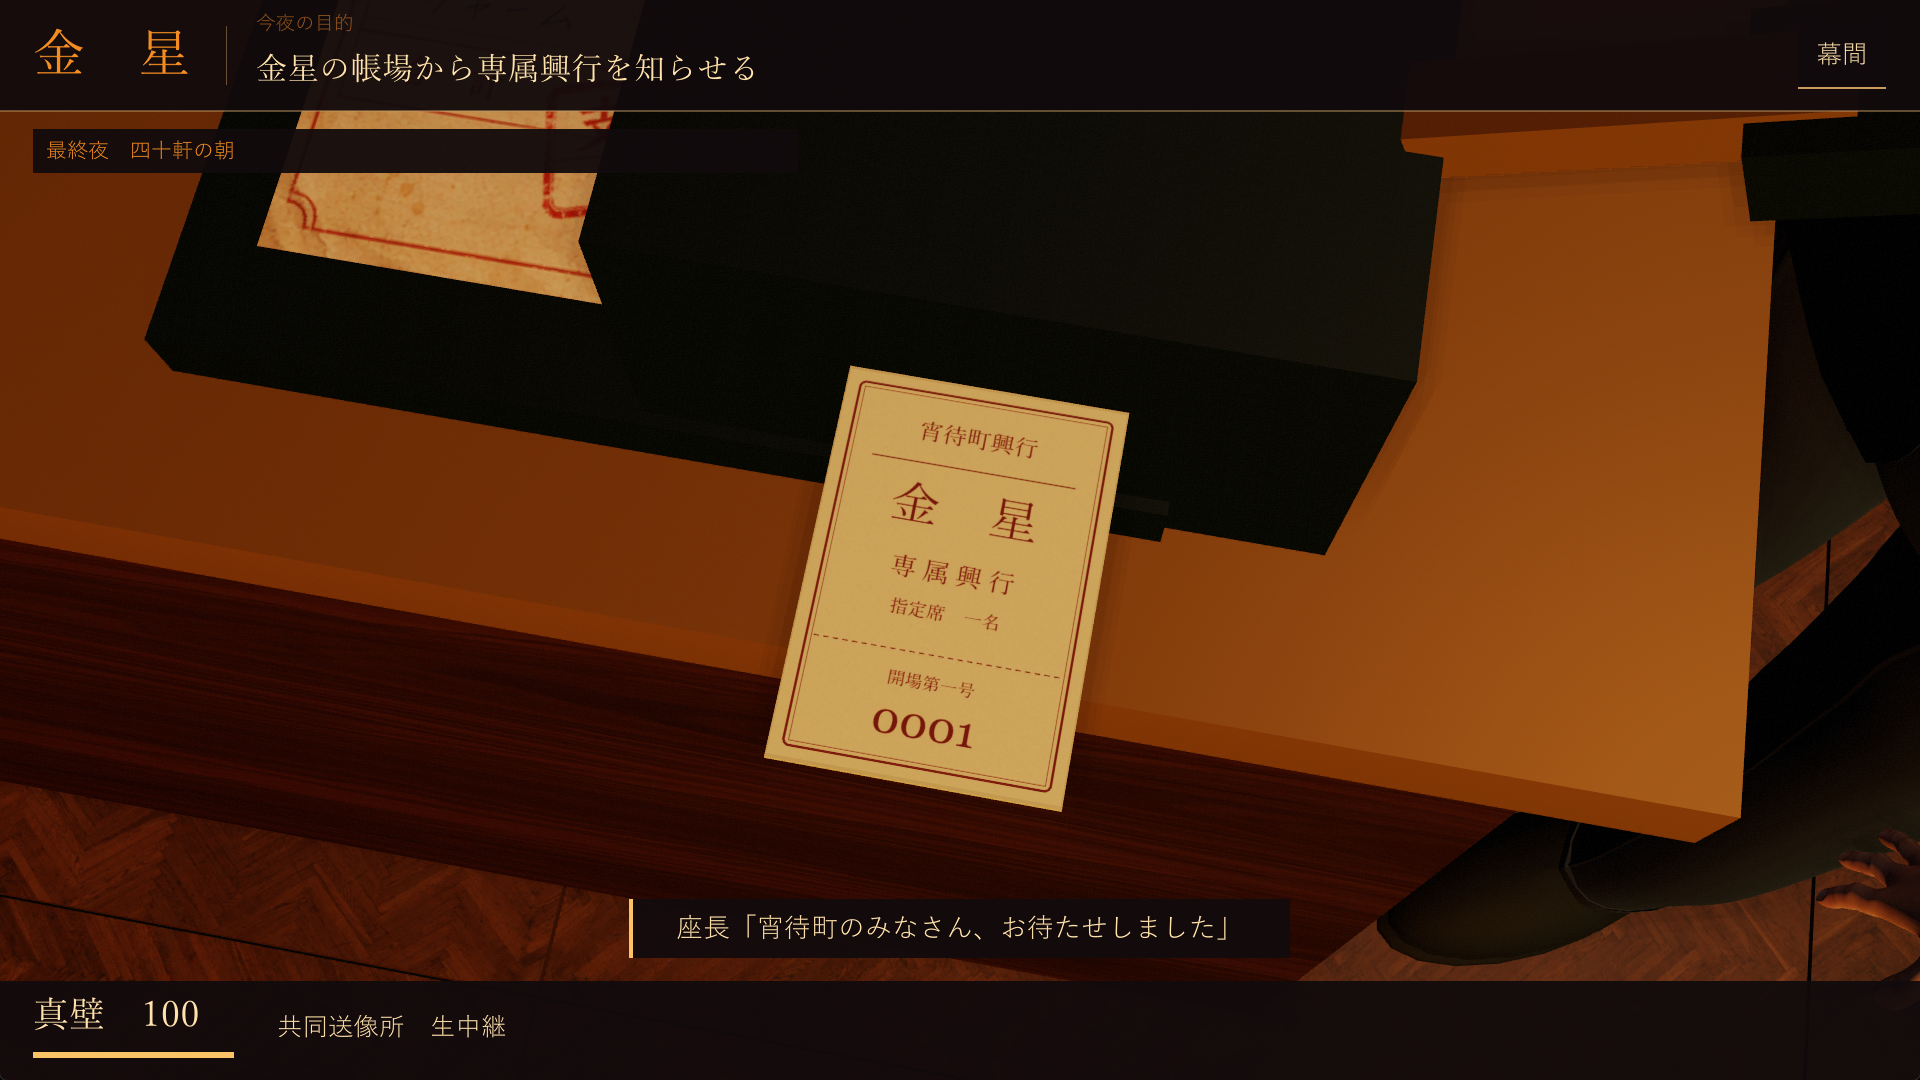 金　星
今夜の目的
金星の帳場から専属興行を知らせる
幕間
最終夜　四十軒の朝
宵待町興行
金　星
専属興行
指定席　一名
開場第一号
0001
座長「宵待町のみなさん、お待たせしました」
真壁　100
共同送像所　生中継